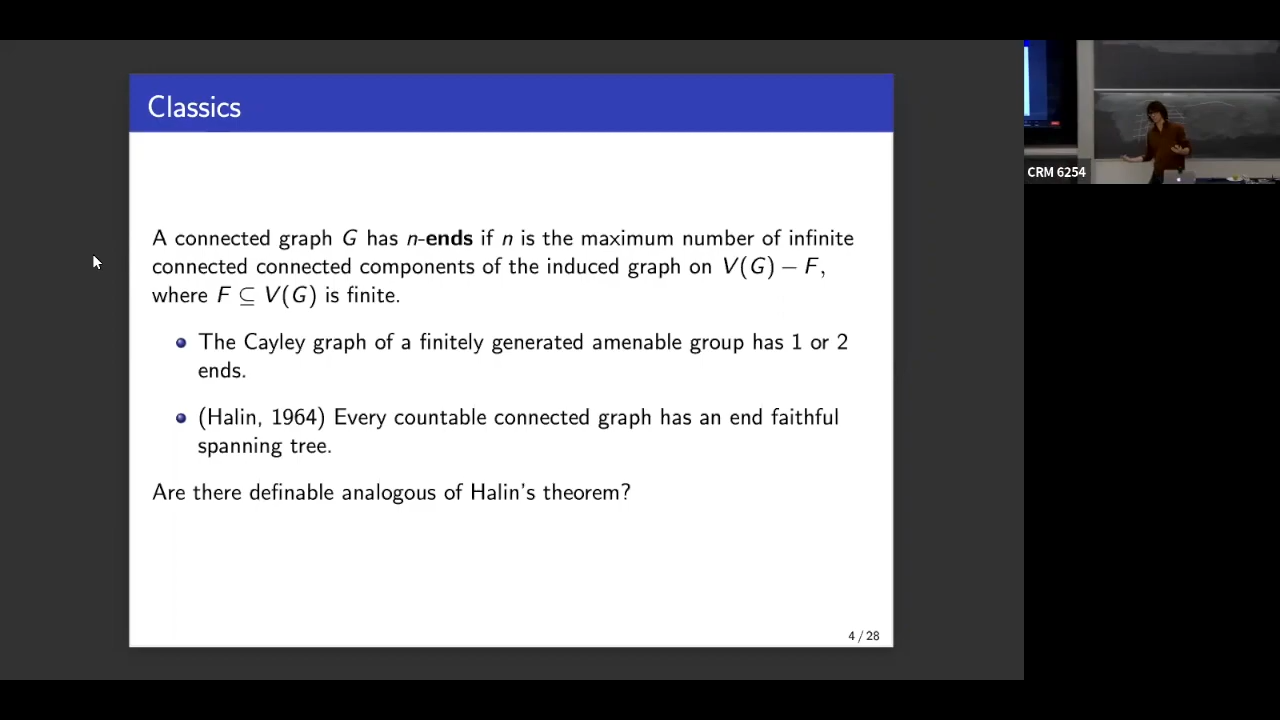 Classics
A connected graph G has n-ends if n is the maximum number of infinite
connected connected components of the induced graph on V(G) − F,
where F ⊆ V(G) is finite.
The Cayley graph of a finitely generated amenable group has 1 or 2
ends.
(Halin, 1964) Every countable connected graph has an end faithful
spanning tree.
Are there definable analogous of Halin's theorem?
4 / 28
CRM 6254